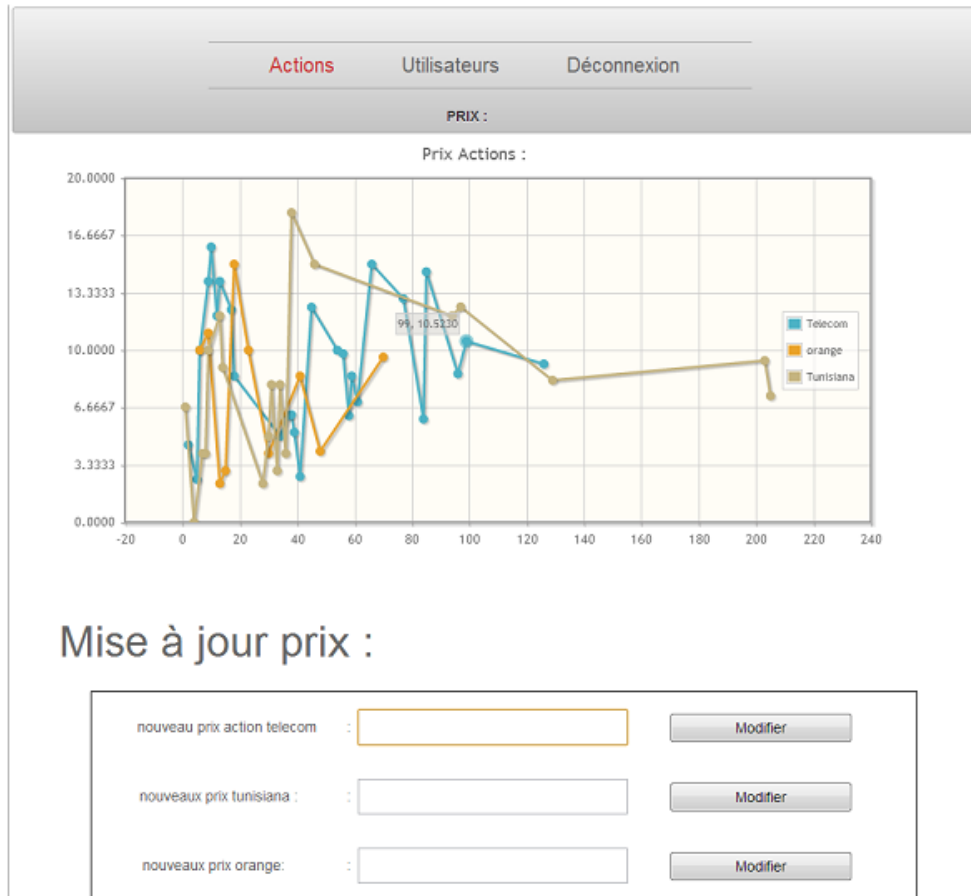 Actions Utilisateurs Déconnexion
PRIX :
Prix Actions :
20.0000
16.6667
13.3333
10.0000
6.6667
3.3333
0.0000
99, 10.5230
Telecom
orange
Tunisiana
-20 0 20 40 60 80 100 120 140 160 180 200 220 240
Mise à jour prix :
nouveau prix action telecom : Modifier
nouveaux prix tunisiana : : Modifier
nouveaux prix orange: : Modifier